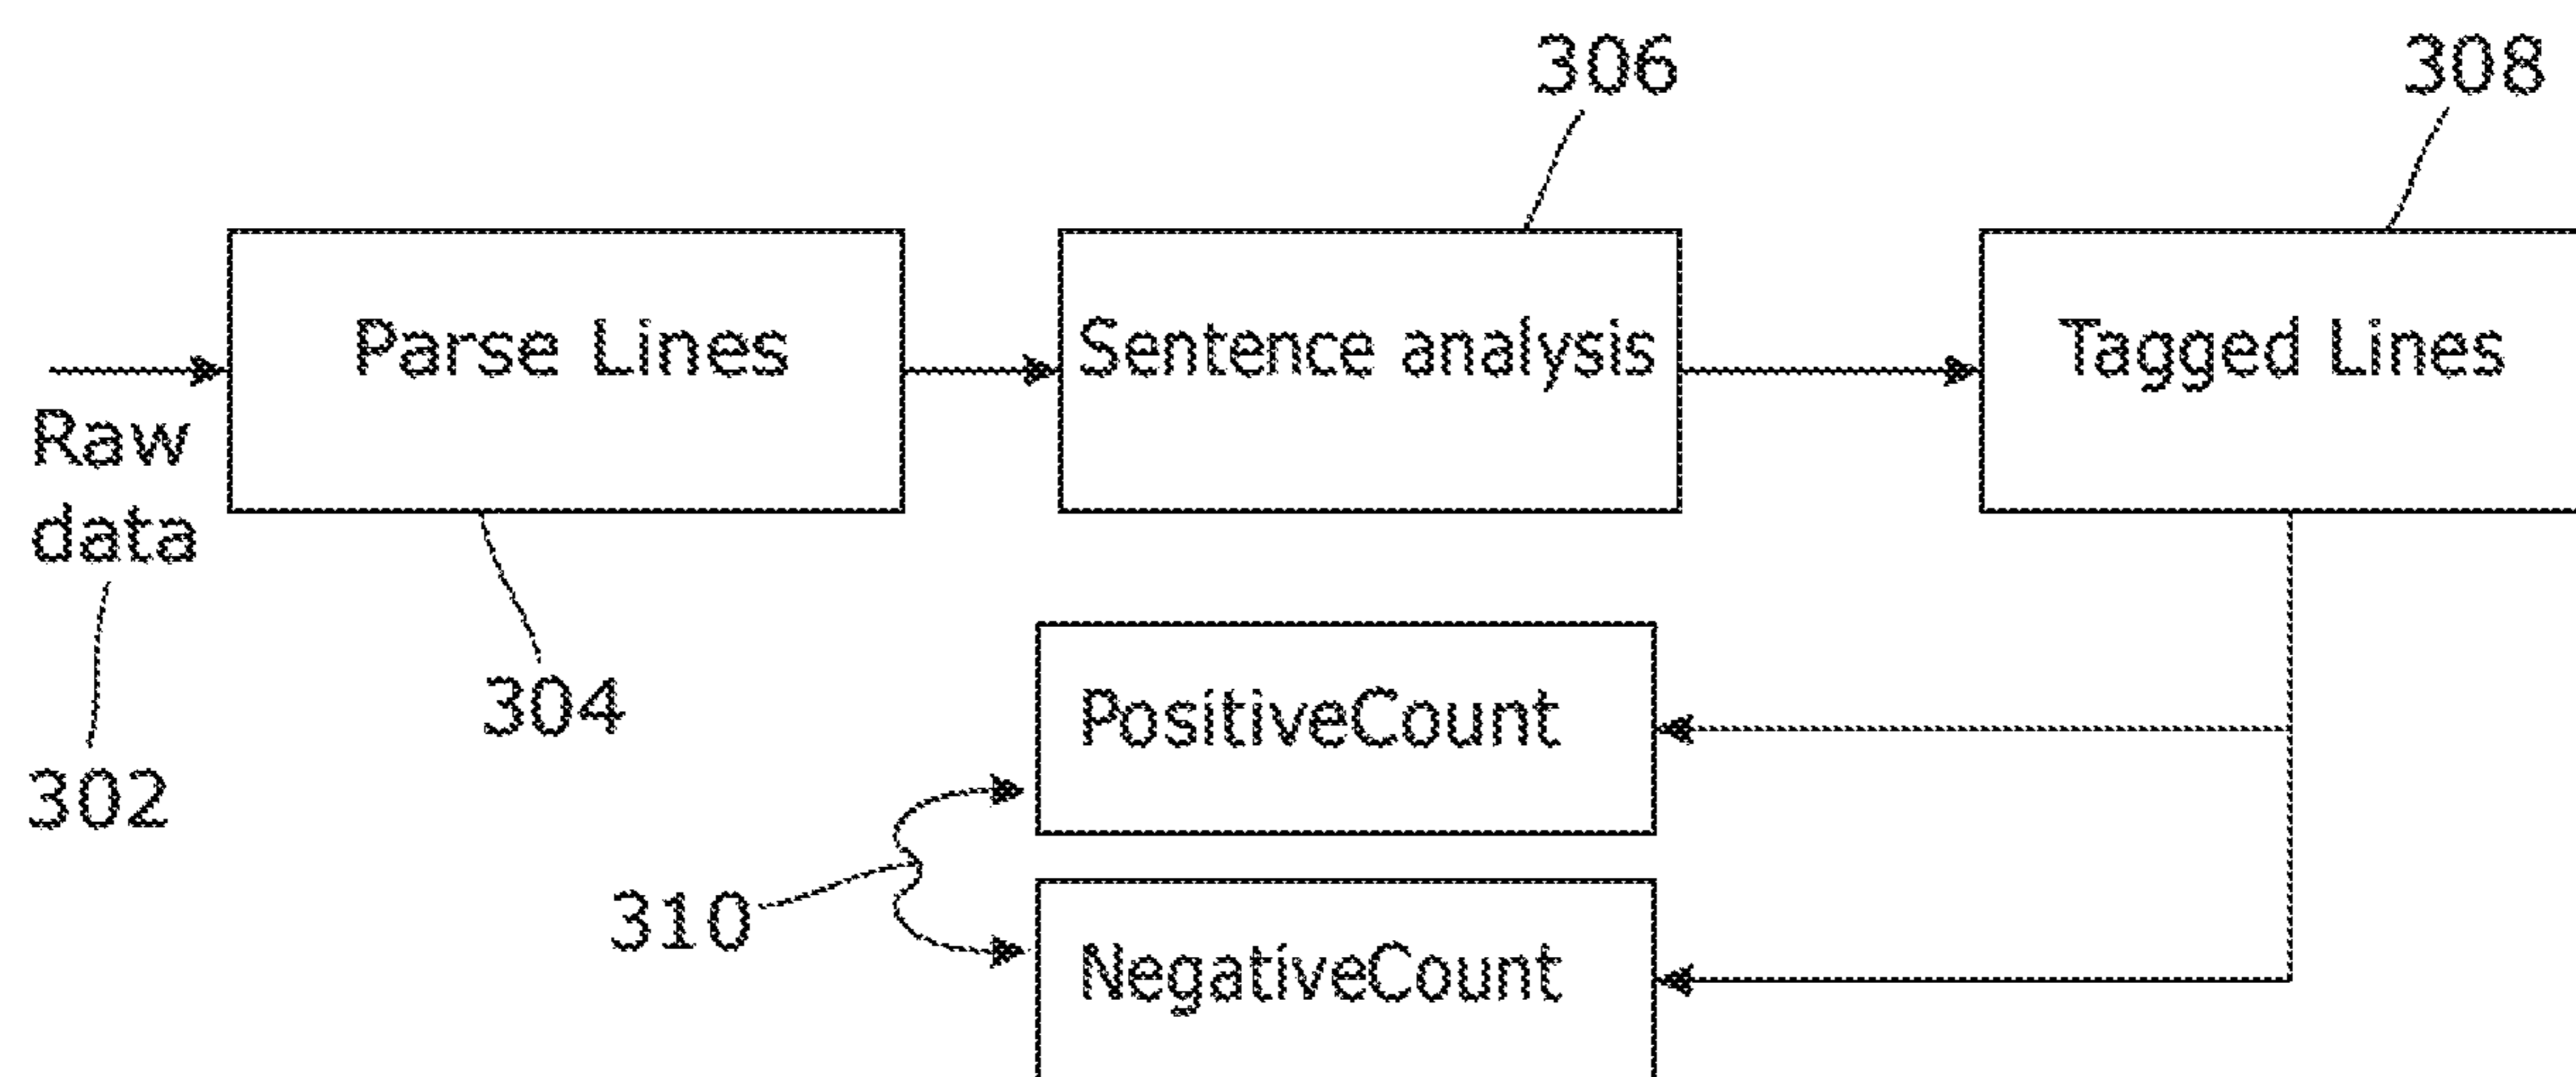 306
308
Parse Lines
Sentence analysis
Tagged Lines
Raw
data
304
302
PositiveCount
310
NegativeCount